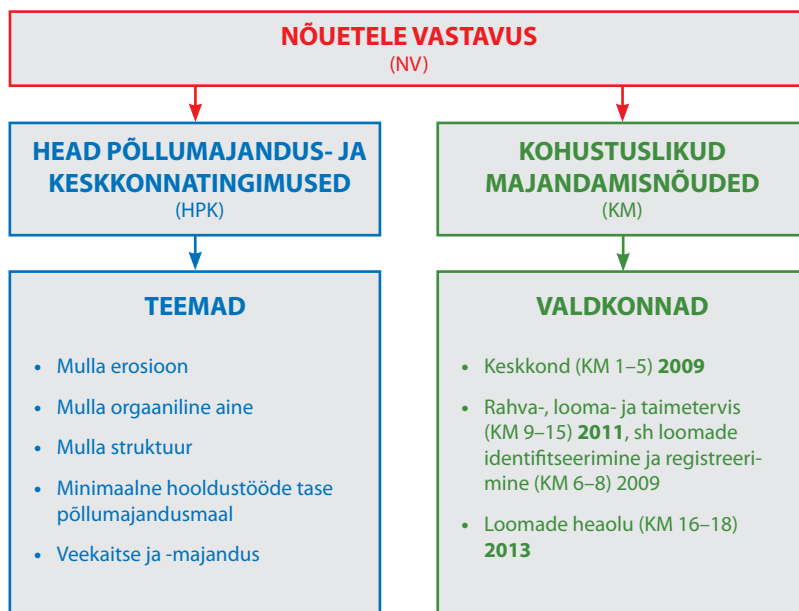 NÕUETELE VASTAVUS
(NV)
HEAD PÕLLUMAJANDUS- JA
KESKKONNATINGIMUSED
(HPK)
KOHUSTUSLIKUD
MAJANDAMISNÕUDED
(KM)
TEEMAD
• Mulla erosioon
• Mulla orgaaniline aine
• Mulla struktuur
• Minimaalne hooldustööde tase
põllumajandusmaal
• Veekaitse ja -majandus
VALDKONNAD
• Keskkond (KM 1–5) 2009
• Rahva-, looma- ja taimetervis
(KM 9–15) 2011, sh loomade
identifitseerimine ja registreeri-
mine (KM 6–8) 2009
• Loomade heaolu (KM 16–18)
2013